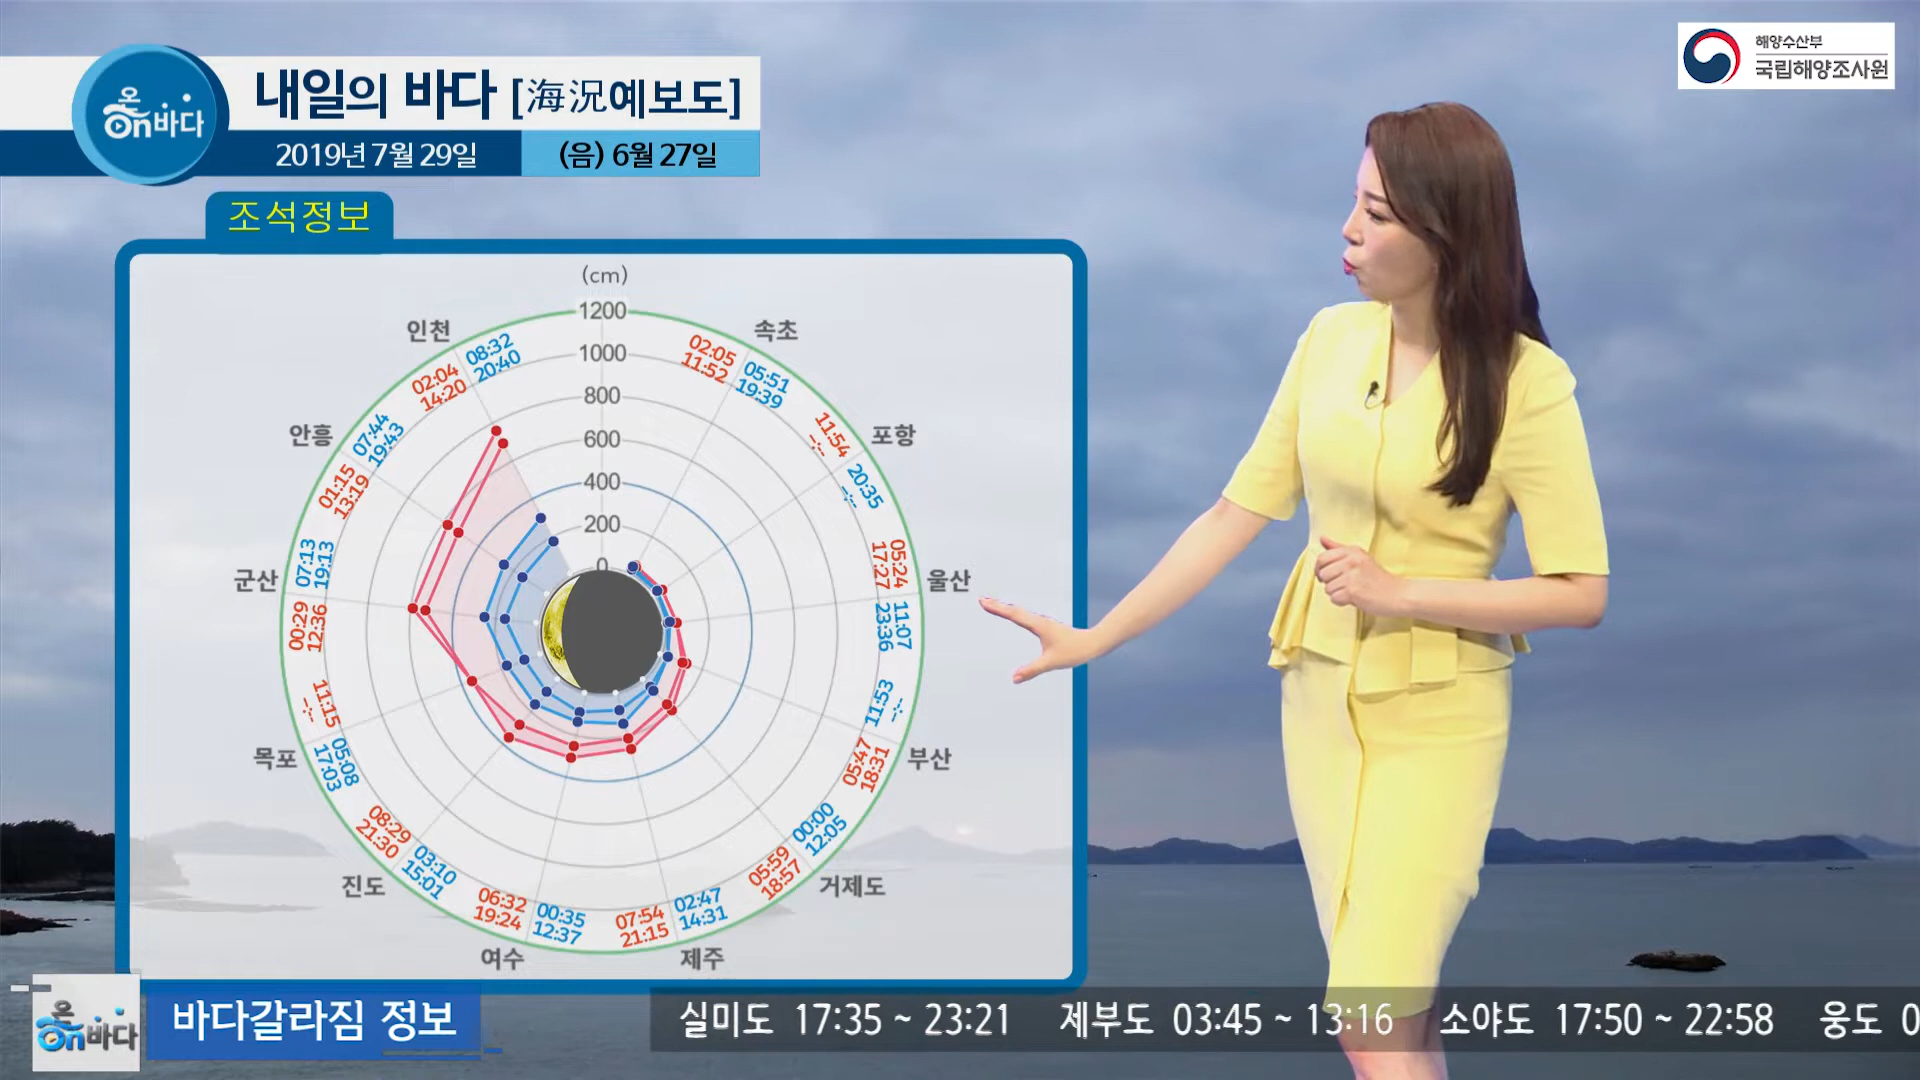 온
on바다
내일의 바다 [海況예보도]
2019년 7월 29일
(음) 6월 27일
해양수산부
국립해양조사원
조석정보
(cm)
1200
1000
800
600
400
200
0
속초
02:05
11:52
05:51
19:39
포항
11:54
-:-
20:35
-:-
울산
05:24
17:27
11:07
23:36
부산
11:53
-:-
05:47
18:31
거제도
00:00
12:05
05:59
18:57
제주
02:47
14:31
07:54
21:15
여수
00:35
12:37
06:32
19:24
진도
03:10
15:01
08:29
21:30
목포
05:08
17:03
11:15
-:-
군산
00:29
12:36
07:13
19:13
안흥
01:15
13:19
07:44
19:43
인천
02:04
14:20
08:32
20:40
온
on바다
바다갈라짐 정보
실미도 17:35 ~ 23:21 제부도 03:45 ~ 13:16 소야도 17:50 ~ 22:58 웅도 0